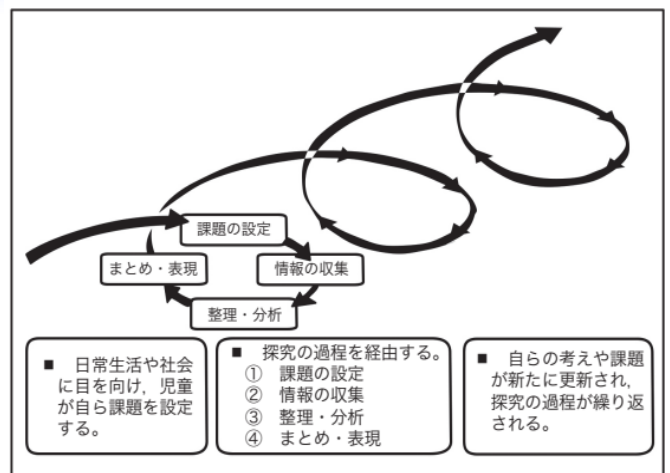 課題の設定
まとめ・表現
情報の収集
整理・分析
■ 日常生活や社会
に目を向け，児童
が自ら課題を設定
する。
■ 探究の過程を経由する。
① 課題の設定
② 情報の収集
③ 整理・分析
④ まとめ・表現
■ 自らの考えや課題
が新たに更新され，
探究の過程が繰り返
される。